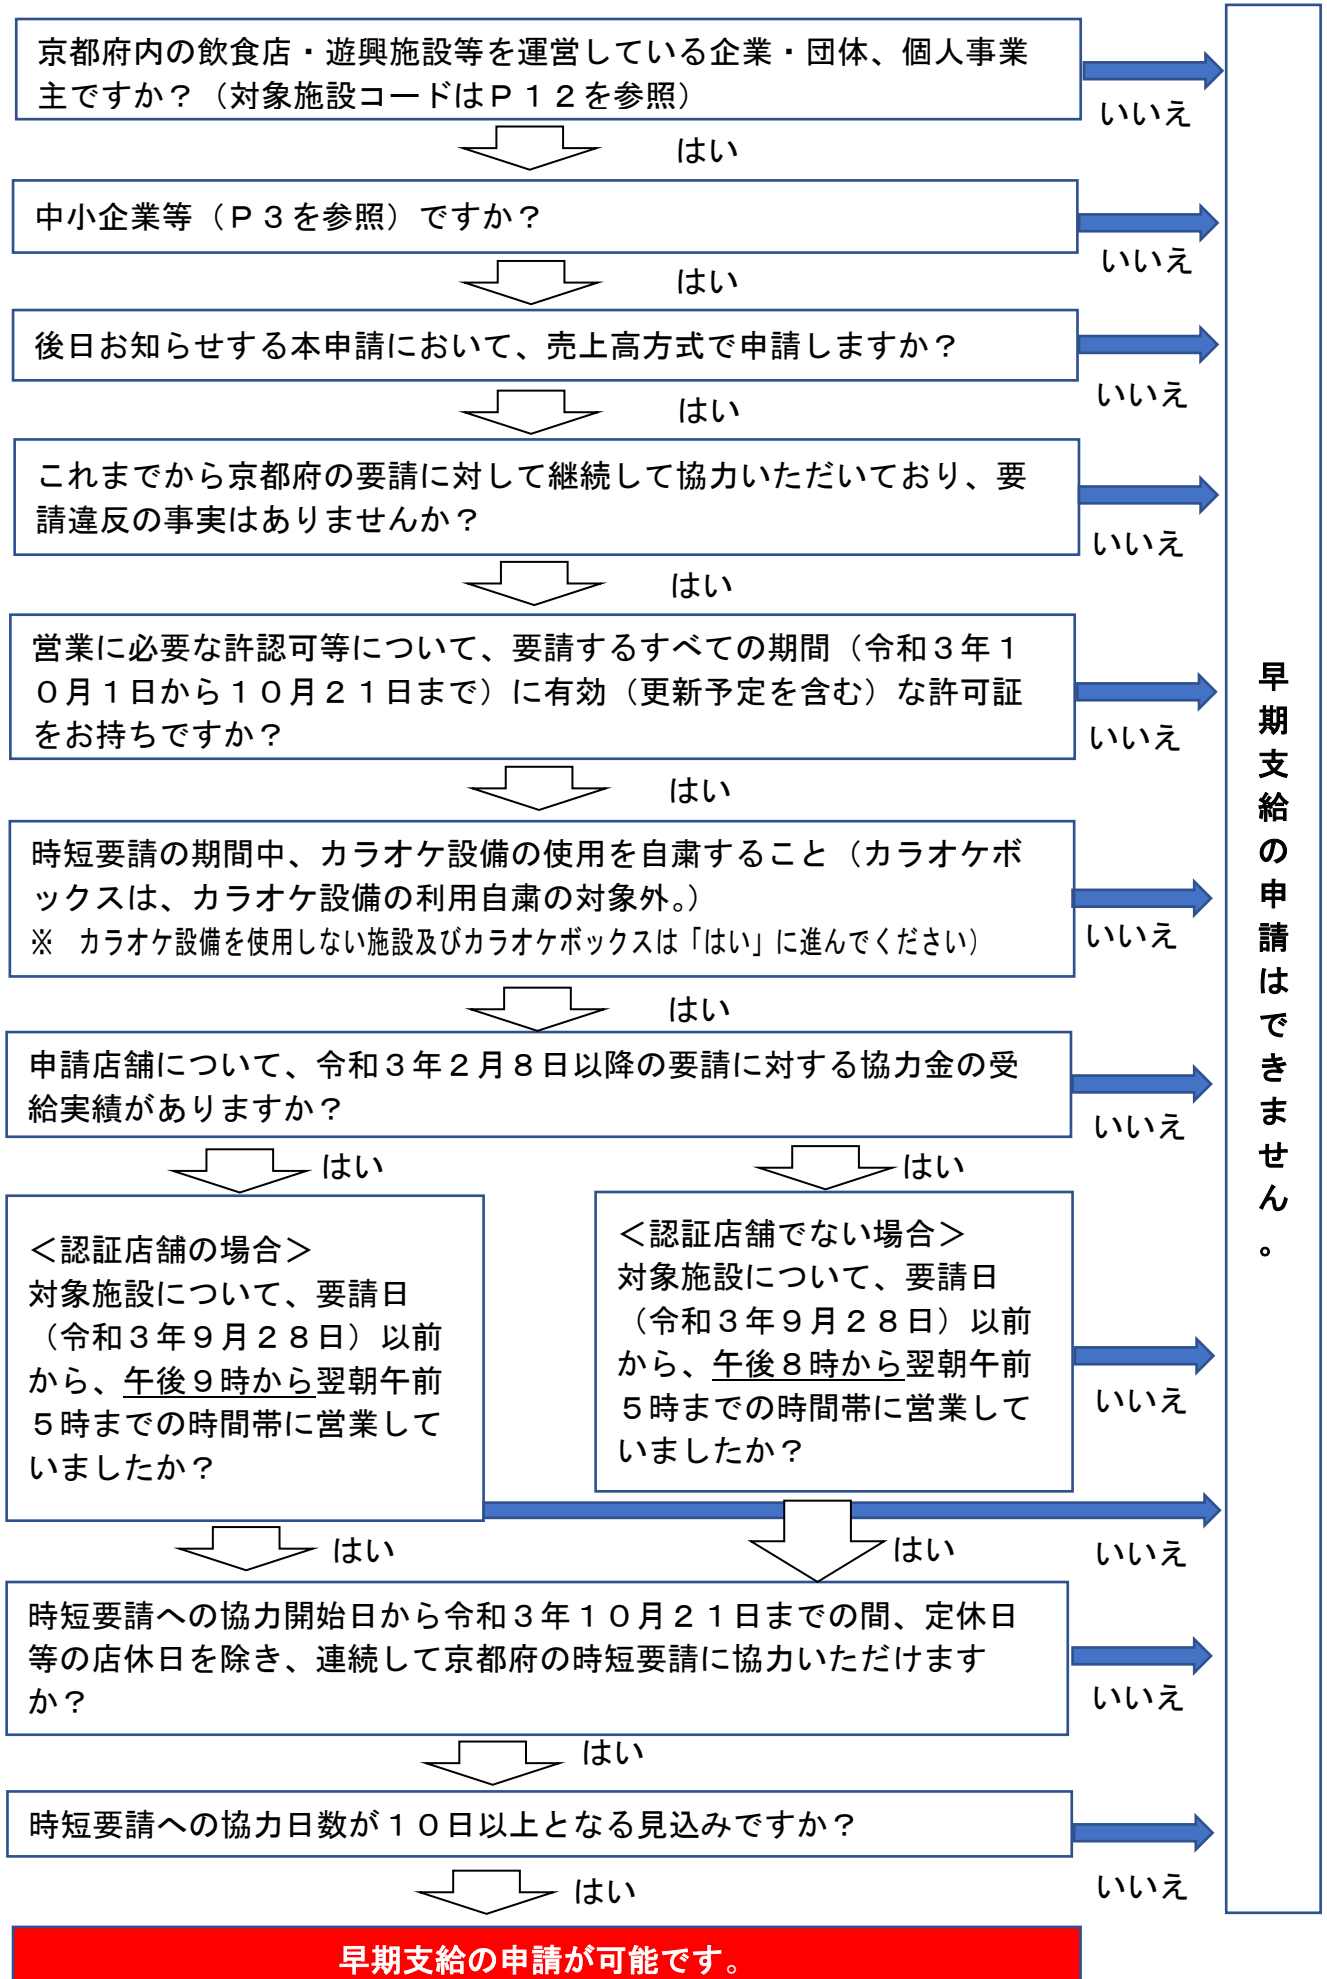 京都府内の飲食店・遊興施設等を運営している企業・団体、個人事業
主ですか？（対象施設コードはＰ１２を参照）
いいえ
はい
中小企業等（Ｐ３を参照）ですか？
いいえ
はい
後日お知らせする本申請において、売上高方式で申請しますか？
いいえ
はい
これまでから京都府の要請に対して継続して協力いただいており、要
請違反の事実はありませんか？
いいえ
はい
営業に必要な許認可等について、要請するすべての期間（令和３年１
０月１日から１０月２１日まで）に有効（更新予定を含む）な許可証
をお持ちですか？
いいえ
はい
時短要請の期間中、カラオケ設備の使用を自粛すること（カラオケボ
ックスは、カラオケ設備の利用自粛の対象外。）
※　カラオケ設備を使用しない施設及びカラオケボックスは「はい」に進んでください）
いいえ
はい
申請店舗について、令和３年２月８日以降の要請に対する協力金の受
給実績がありますか？
いいえ
はい
はい
＜認証店舗の場合＞
対象施設について、要請日
（令和３年９月２８日）以前
から、午後９時から翌朝午前
５時までの時間帯に営業して
いましたか？
＜認証店舗でない場合＞
対象施設について、要請日
（令和３年９月２８日）以前
から、午後８時から翌朝午前
５時までの時間帯に営業して
いましたか？
いいえ
はい
はい
いいえ
時短要請への協力開始日から令和３年１０月２１日までの間、定休日
等の店休日を除き、連続して京都府の時短要請に協力いただけます
か？
いいえ
はい
時短要請への協力日数が１０日以上となる見込みですか？
いいえ
はい
早期支給の申請が可能です。
早期支給の申請はできません。